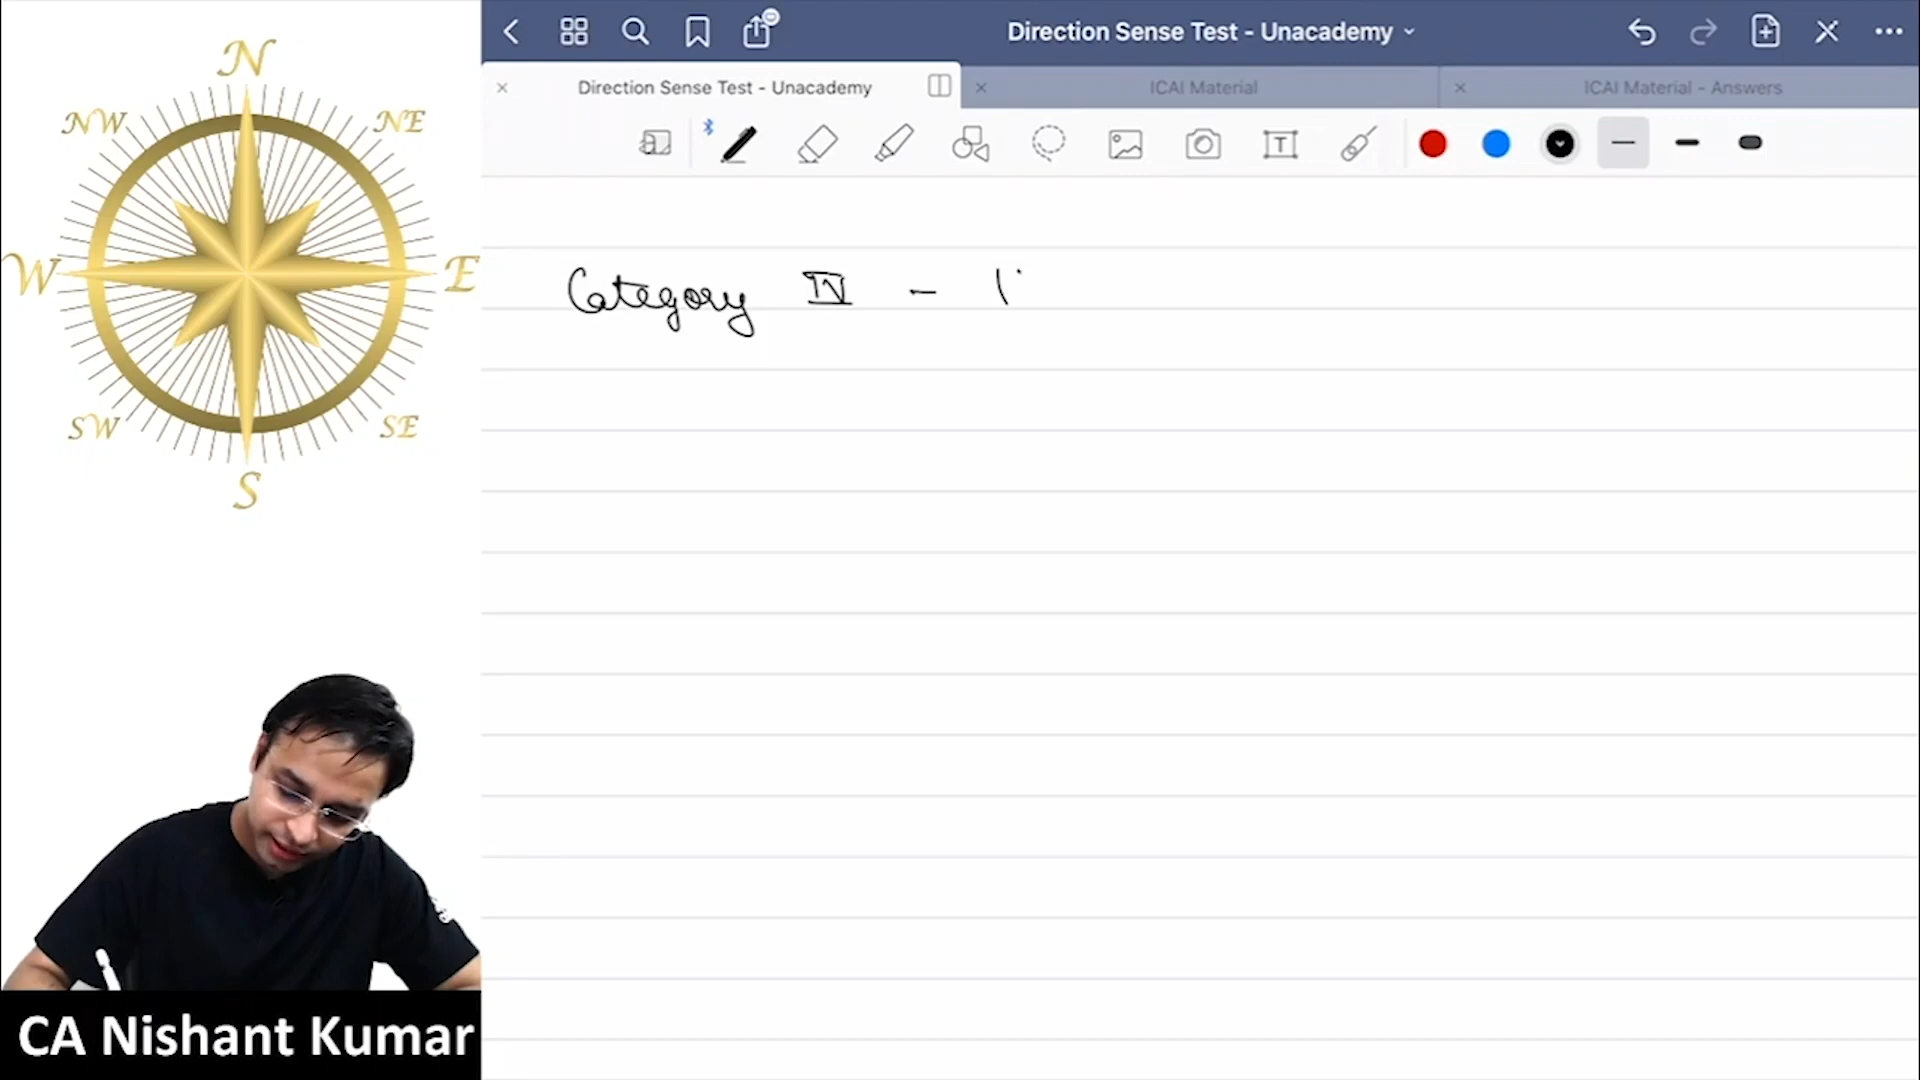 N
NW NE
W E
SW SE
S
CA Nishant Kumar
Direction Sense Test - Unacademy
Direction Sense Test - Unacademy
ICAI Material
ICAI Material - Answers
a
T
Category IV -